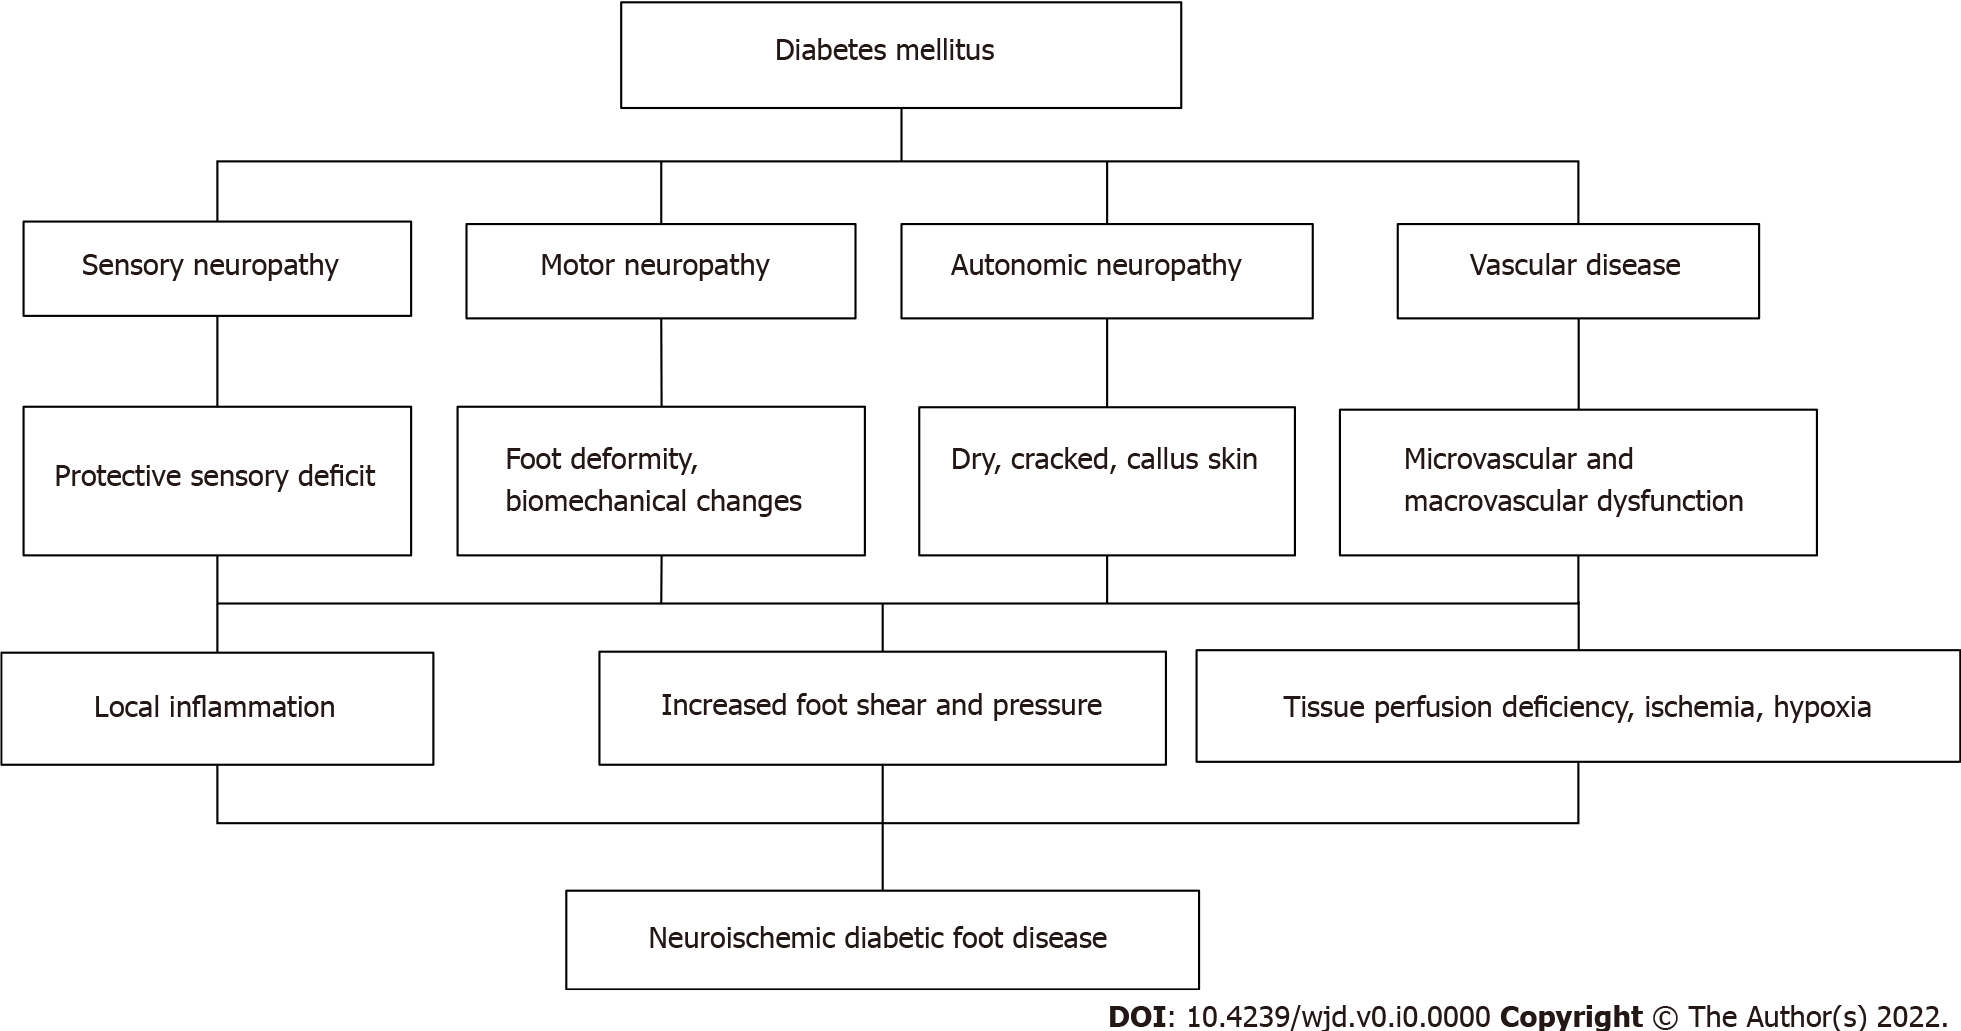 Diabetes mellitus
Sensory neuropathy
Motor neuropathy
Autonomic neuropathy
Vascular disease
Protective sensory deficit
Foot deformity,
biomechanical changes
Dry, cracked, callus skin
Microvascular and
macrovascular dysfunction
Local inflammation
Increased foot shear and pressure
Tissue perfusion deficiency, ischemia, hypoxia
Neuroischemic diabetic foot disease
DOI: 10.4239/wjd.v0.i0.0000 Copyright © The Author(s) 2022.